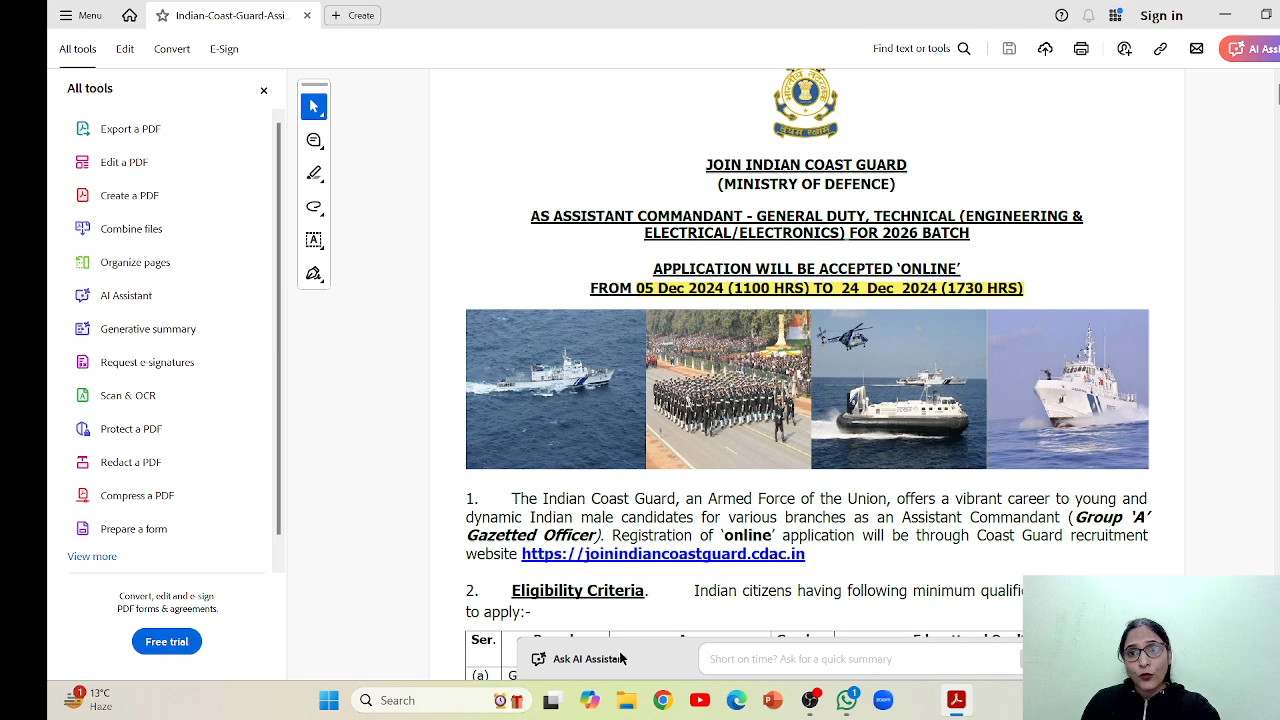 Menu
Indian-Coast-Guard-Assi...
Create
Sign in
All tools
Edit
Convert
E-Sign
Find text or tools
AI Assi
All tools
Export a PDF
Edit a PDF
Create a PDF
Combine files
Organize pages
AI Assistant
Generative summary
Request e-signatures
Scan & OCR
Protect a PDF
Redact a PDF
Compress a PDF
Prepare a form
View more
Convert, edit and e-sign
PDF forms & agreements.
Free trial
JOIN INDIAN COAST GUARD
(MINISTRY OF DEFENCE)
AS ASSISTANT COMMANDANT - GENERAL DUTY, TECHNICAL (ENGINEERING &
ELECTRICAL/ELECTRONICS) FOR 2026 BATCH
APPLICATION WILL BE ACCEPTED ‘ONLINE’
FROM 05 Dec 2024 (1100 HRS) TO 24 Dec 2024 (1730 HRS)
1. The Indian Coast Guard, an Armed Force of the Union, offers a vibrant career to young and
dynamic Indian male candidates for various branches as an Assistant Commandant (Group ‘A’
Gazetted Officer). Registration of ‘online’ application will be through Coast Guard recruitment
website https://joinindiancoastguard.cdac.in
2. Eligibility Criteria. Indian citizens having following minimum qualifi
to apply:-
Ser.
(a) G
Ask AI Assistant
Short on time? Ask for a quick summary
1
13°C
Haze
Search
1
zoom